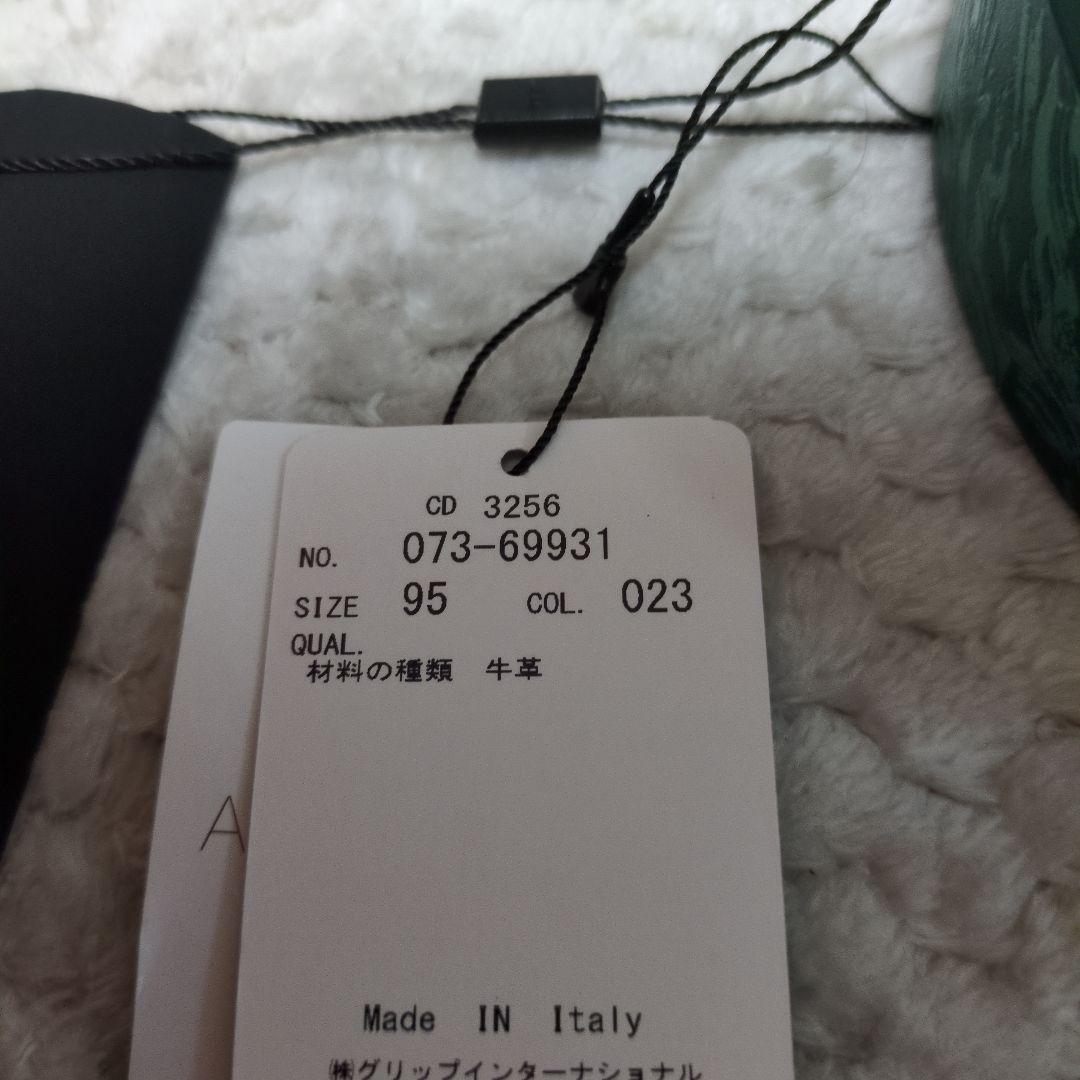 CD 3256
NO. 073-69931
SIZE 95 COL. 023
QUAL.
材料の種類 牛革
A
Made IN Italy
㈱グリップインターナショナル